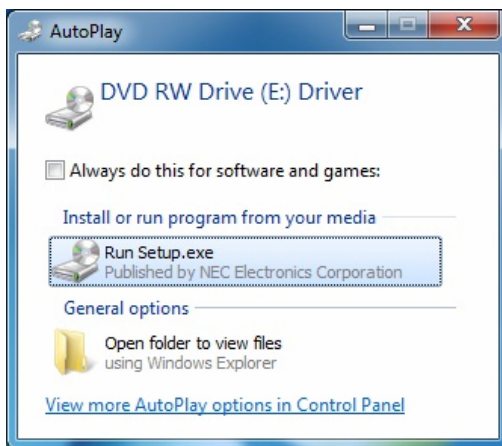 AutoPlay
DVD RW Drive (E:) Driver
Always do this for software and games:
Install or run program from your media
Run Setup.exe
Published by NEC Electronics Corporation
General options
Open folder to view files
using Windows Explorer
View more AutoPlay options in Control Panel